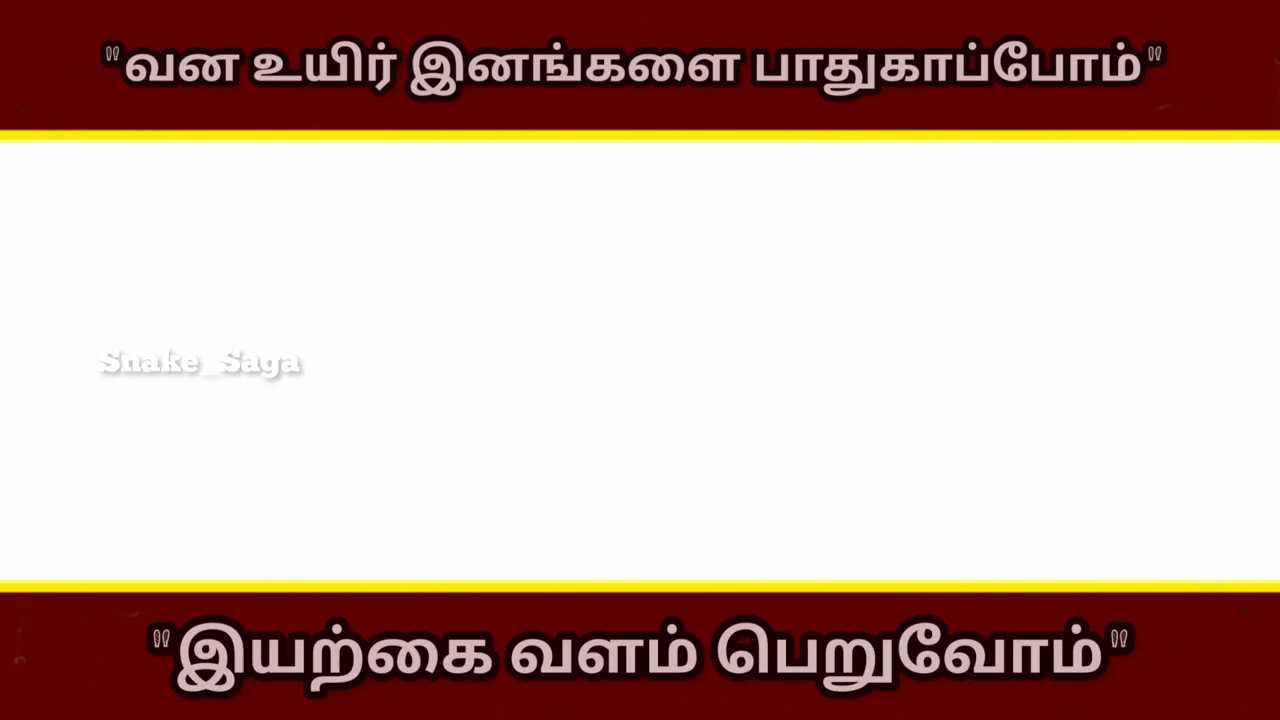 "வன உயிர் இனங்களை பாதுகாப்போம்"
Snake_Saga
"இயற்கை வளம் பெறுவோம்"